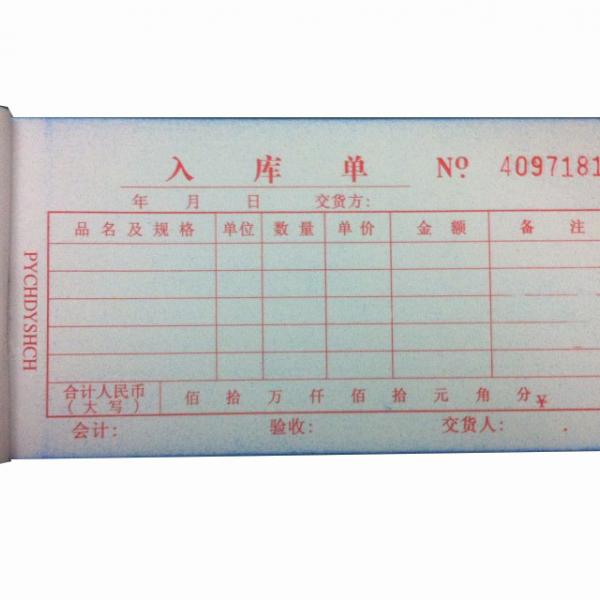 入库单 Nº 4097181
年 月 日 交货方:
品名及规格 单位 数量 单价 金额 备注
合计人民币
(大写)
佰 拾 万 仟 佰 拾 元 角 分 ¥
会计: 验收: 交货人:
PYCHDYSHCH